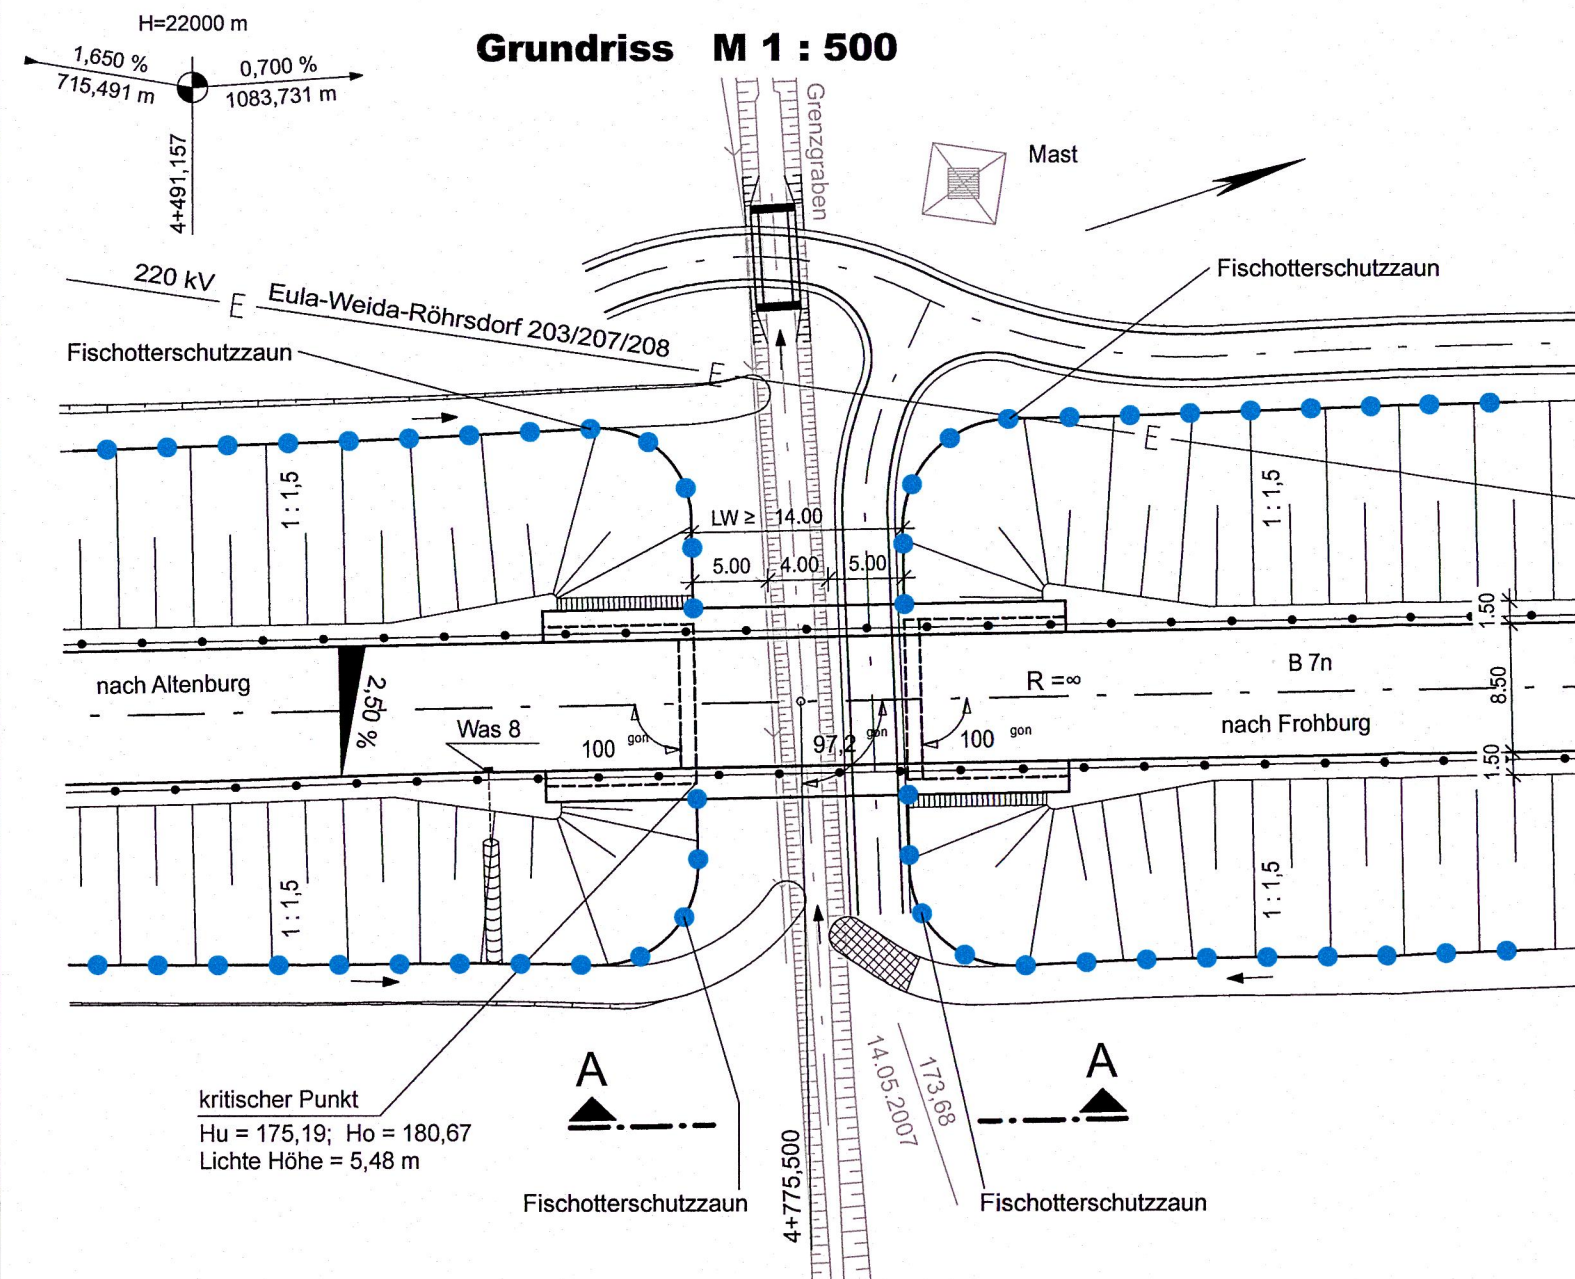 H=22000 m
1,650 %
715,491 m
0,700 %
1083,731 m
4+491,157
Grundriss M 1 : 500
Grenzgraben
Mast
Fischotterschutzzaun
220 kV
E
Eula-Weida-Röhrsdorf 203/207/208
E
Fischotterschutzzaun
E
1 : 1,5
1 : 1,5
LW ≥ 14.00
5.00
4.00
5.00
1.50
nach Altenburg
2,50 %
B 7n
R =∞
8.50
Was 8
100 gon
97,2 gon
100 gon
nach Frohburg
1.50
1 : 1,5
1 : 1,5
kritischer Punkt
Hu = 175,19; Ho = 180,67
Lichte Höhe = 5,48 m
A
A
173,68
14.05.2007
4+775,500
Fischotterschutzzaun
Fischotterschutzzaun